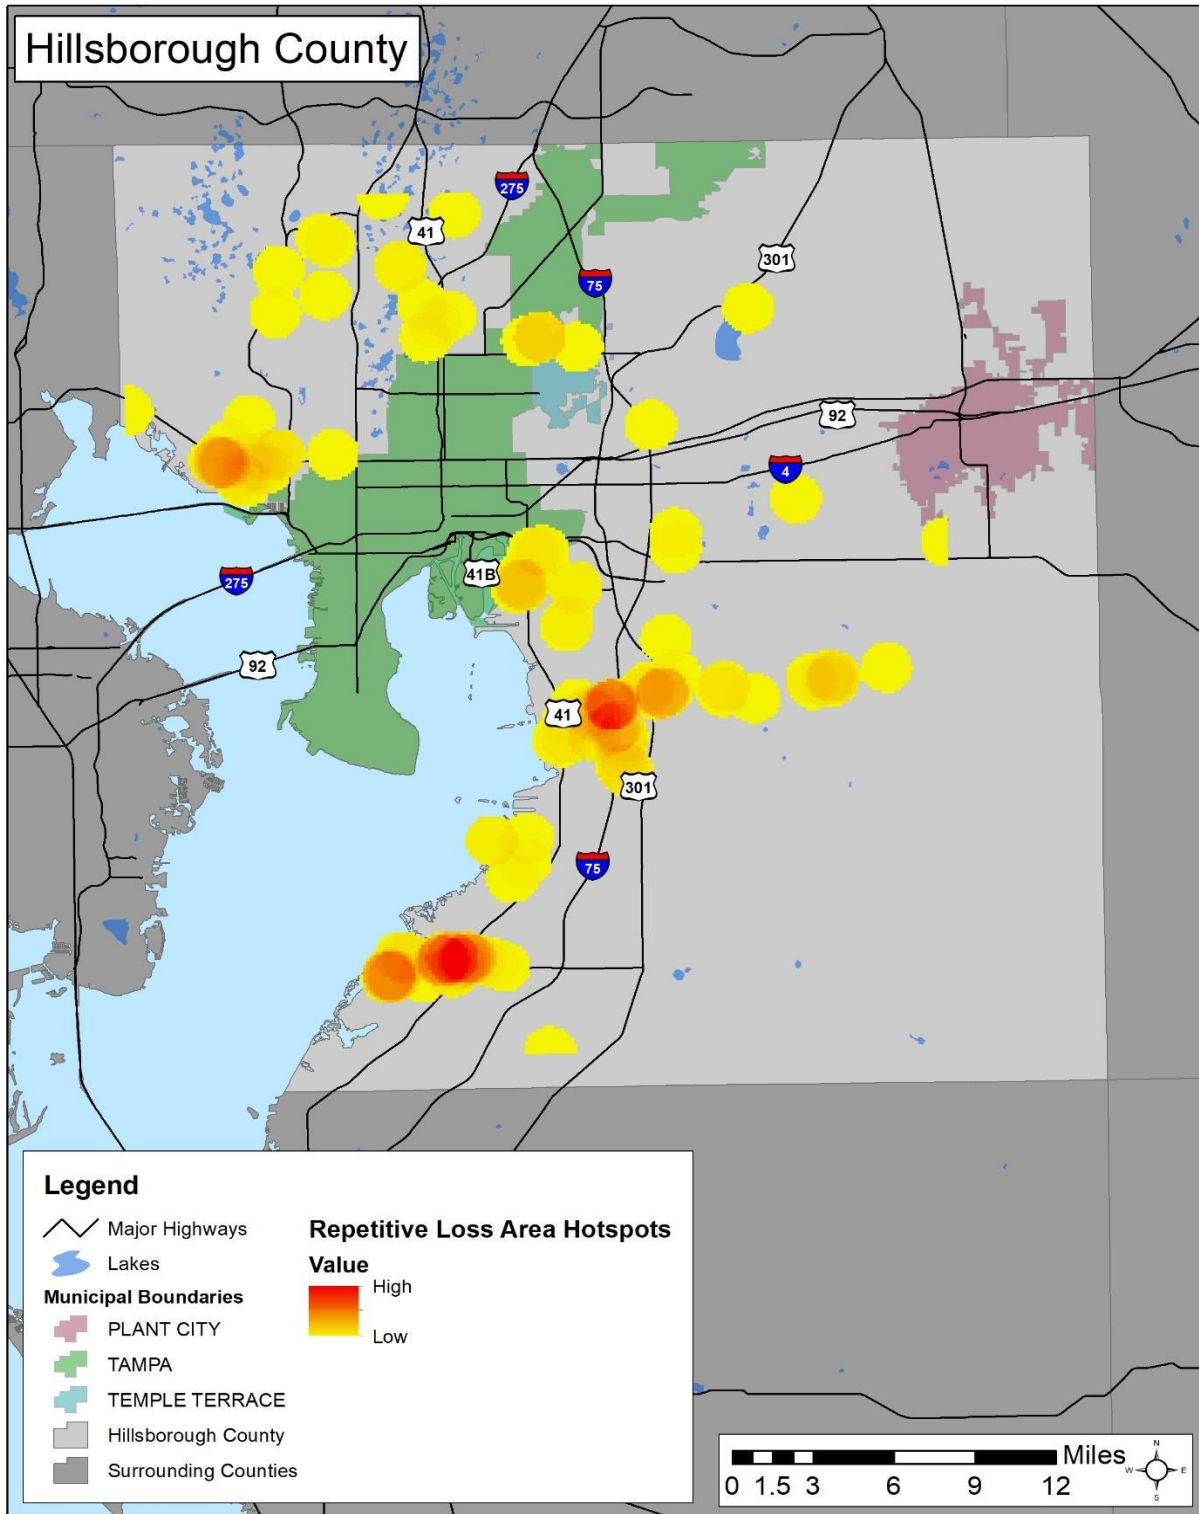 Hillsborough County
275
41
301
75
92
4
41B
275
92
41
301
75
Legend
Major Highways
Lakes
Municipal Boundaries
PLANT CITY
TAMPA
TEMPLE TERRACE
Hillsborough County
Surrounding Counties
Repetitive Loss Area Hotspots
Value
High
Low
Miles
0 1.5 3 6 9 12
N
W E
S